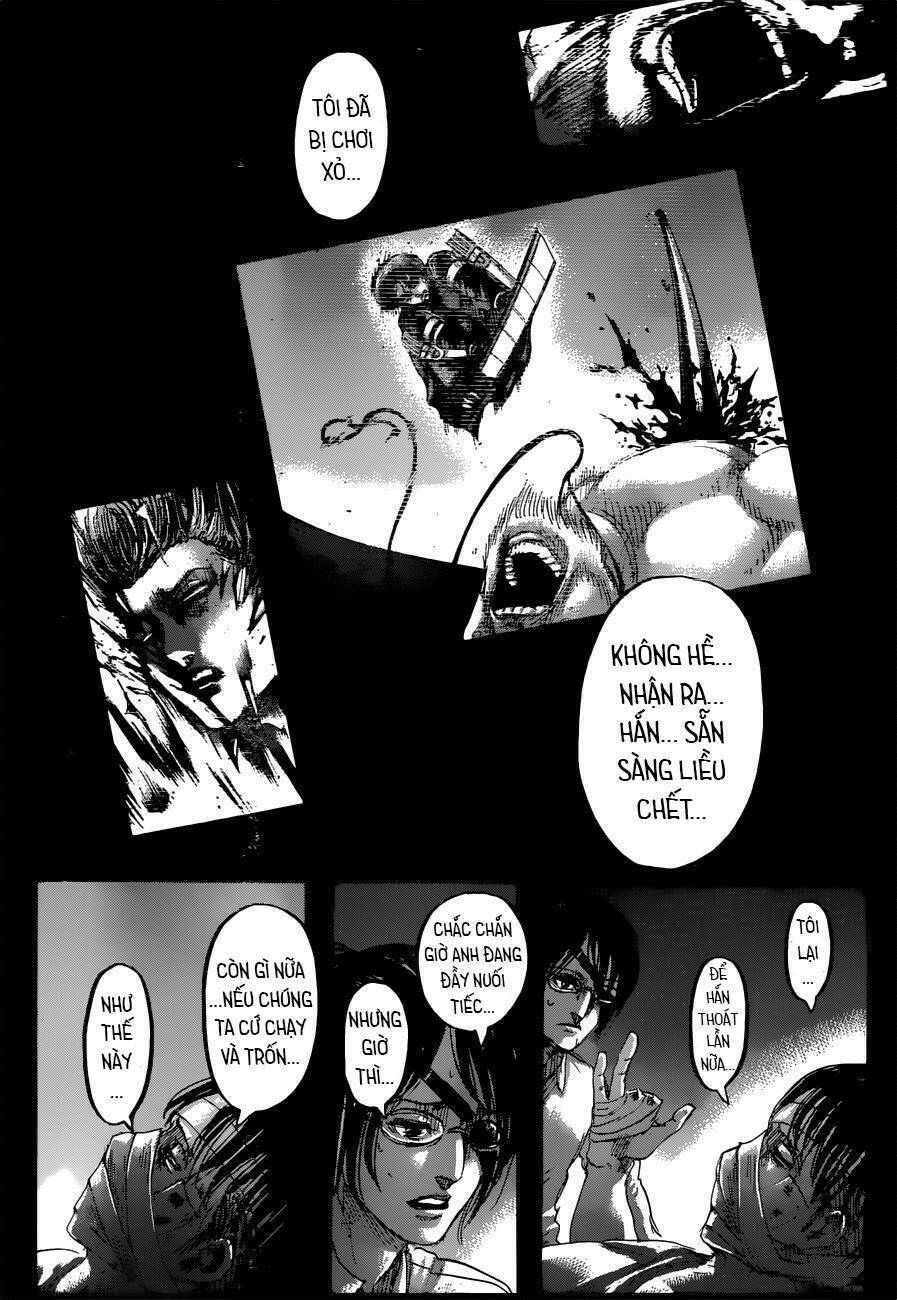 TÔI ĐÃ
BỊ CHƠI
XỎ...
KHÔNG HỀ...
NHẬN RA...
HẮN... SẴN
SÀNG LIỀU
CHẾT...
TÔI
LẠI
...
ĐỂ
HẮN
THOÁT
LẦN
NỮA...
CHẮC CHẮN
GIỜ ANH ĐANG
ĐẦY NUỐI
TIẾC...
NHƯNG
GIỜ
THÌ...
CÒN GÌ NỮA
...NẾU CHÚNG
TA CỨ CHẠY
VÀ TRỐN...
NHƯ
THẾ
NÀY
...